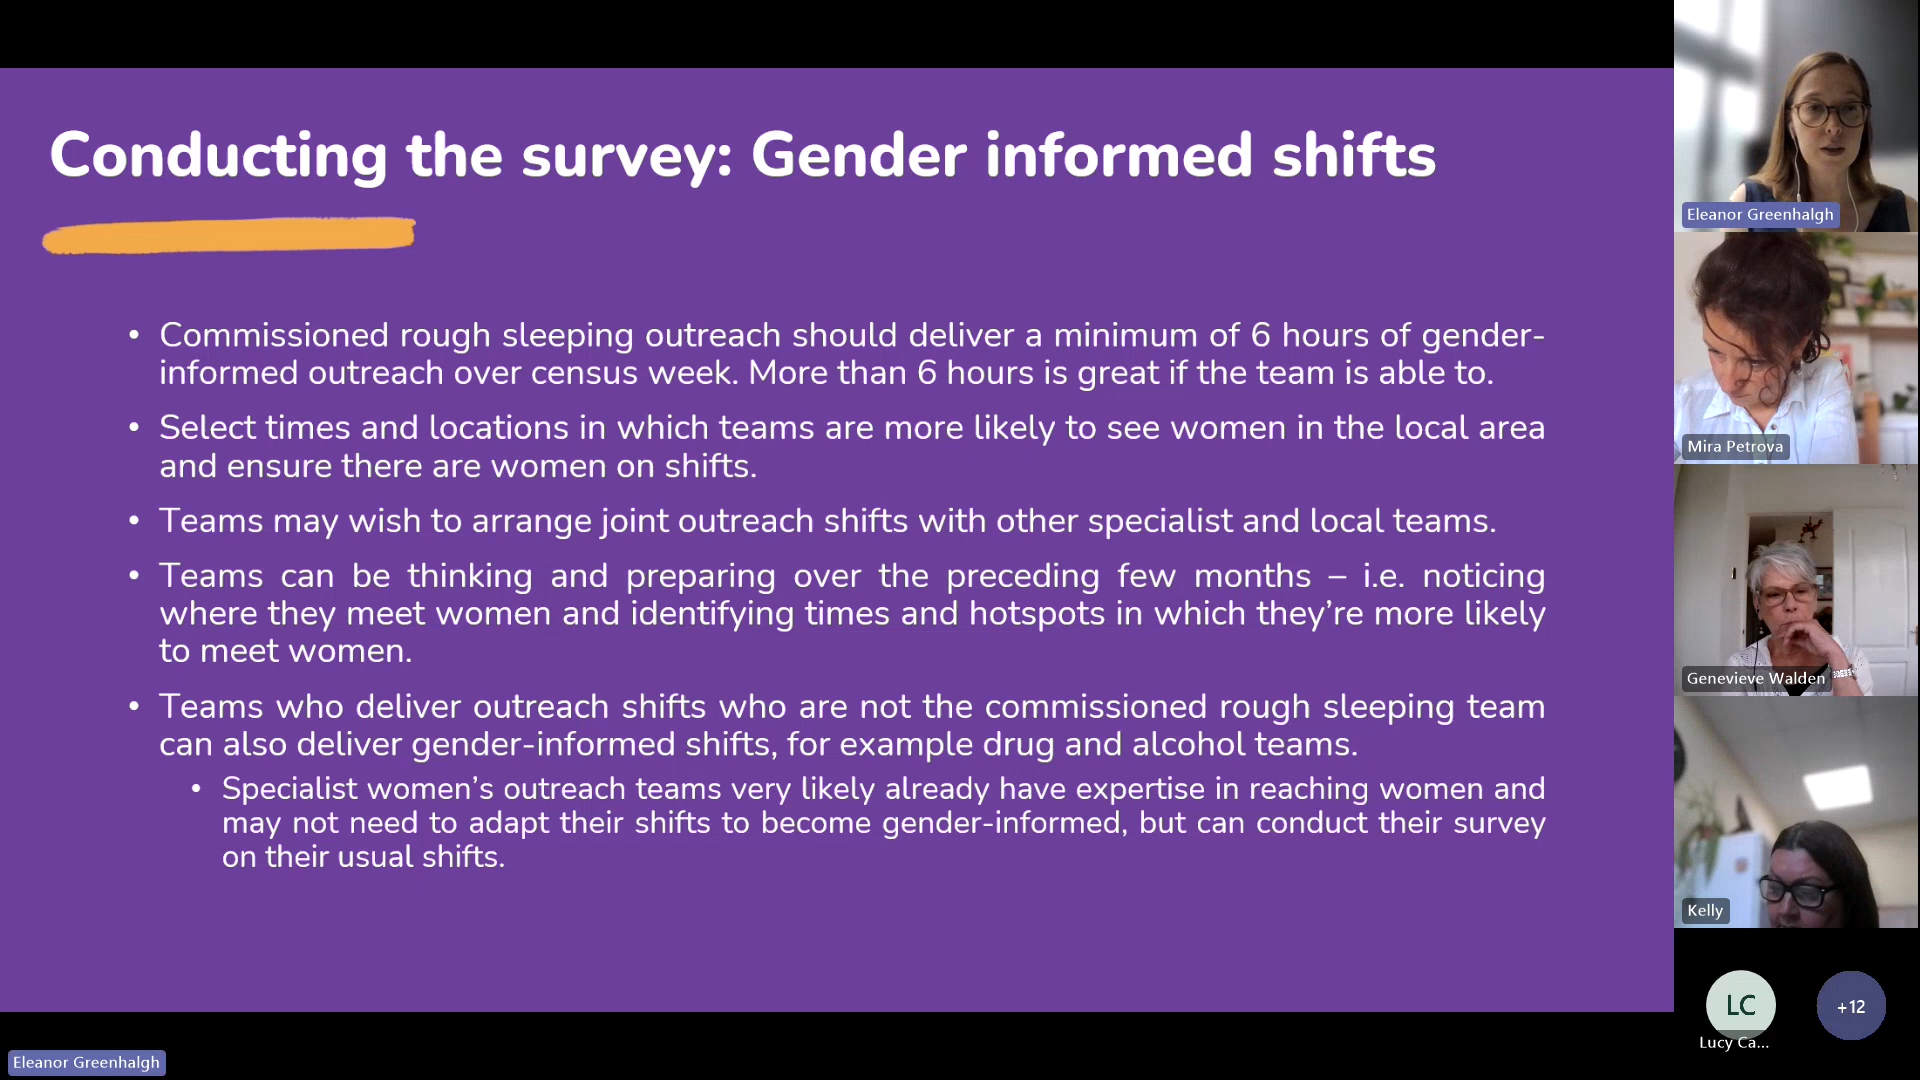 Conducting the survey: Gender informed shifts
• Commissioned rough sleeping outreach should deliver a minimum of 6 hours of gender-
informed outreach over census week. More than 6 hours is great if the team is able to.
• Select times and locations in which teams are more likely to see women in the local area
and ensure there are women on shifts.
• Teams may wish to arrange joint outreach shifts with other specialist and local teams.
• Teams can be thinking and preparing over the preceding few months – i.e. noticing
where they meet women and identifying times and hotspots in which they’re more likely
to meet women.
• Teams who deliver outreach shifts who are not the commissioned rough sleeping team
can also deliver gender-informed shifts, for example drug and alcohol teams.
• Specialist women’s outreach teams very likely already have expertise in reaching women and
may not need to adapt their shifts to become gender-informed, but can conduct their survey
on their usual shifts.
Eleanor Greenhalgh
Eleanor Greenhalgh
Mira Petrova
Genevieve Walden
Kelly
LC
Lucy Ca...
+12